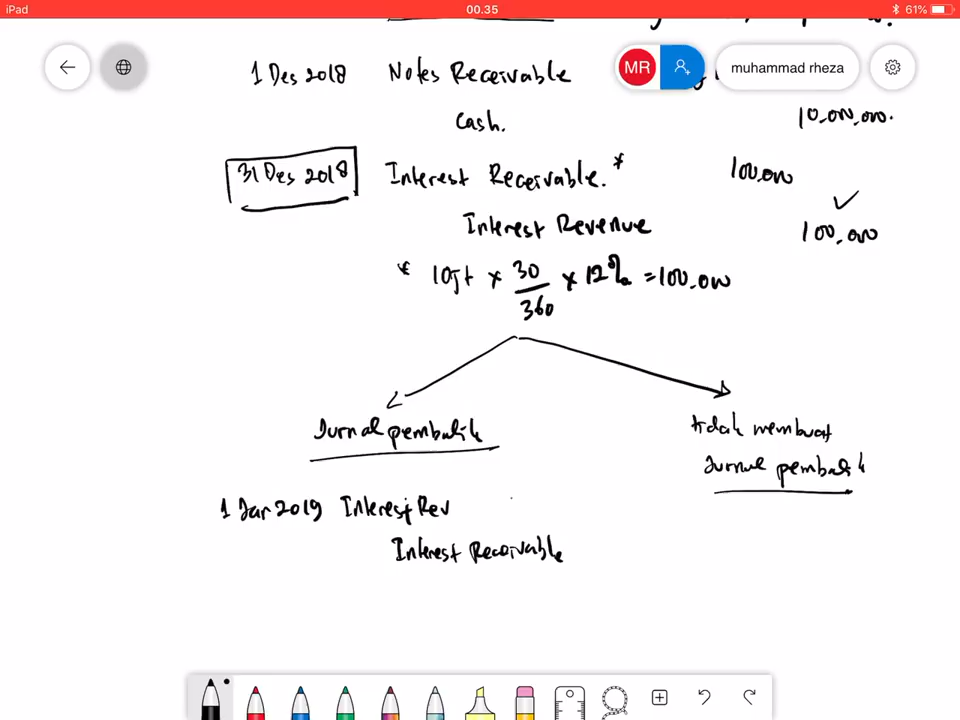 iPad 00.35 61%
MR muhammad rheza
1 Des 2018 Notes Receivable
Cash. 10.000.000.
31 Des 2018 Interest Receivable.* 100.000
Interest Revenue 100.000
* 10jt x 30/360 x 12% = 100.000
Jurnal pembalik
tidak membuat
Jurnal pembalik
1 Jan 2019 Interest Rev
Interest Receivable